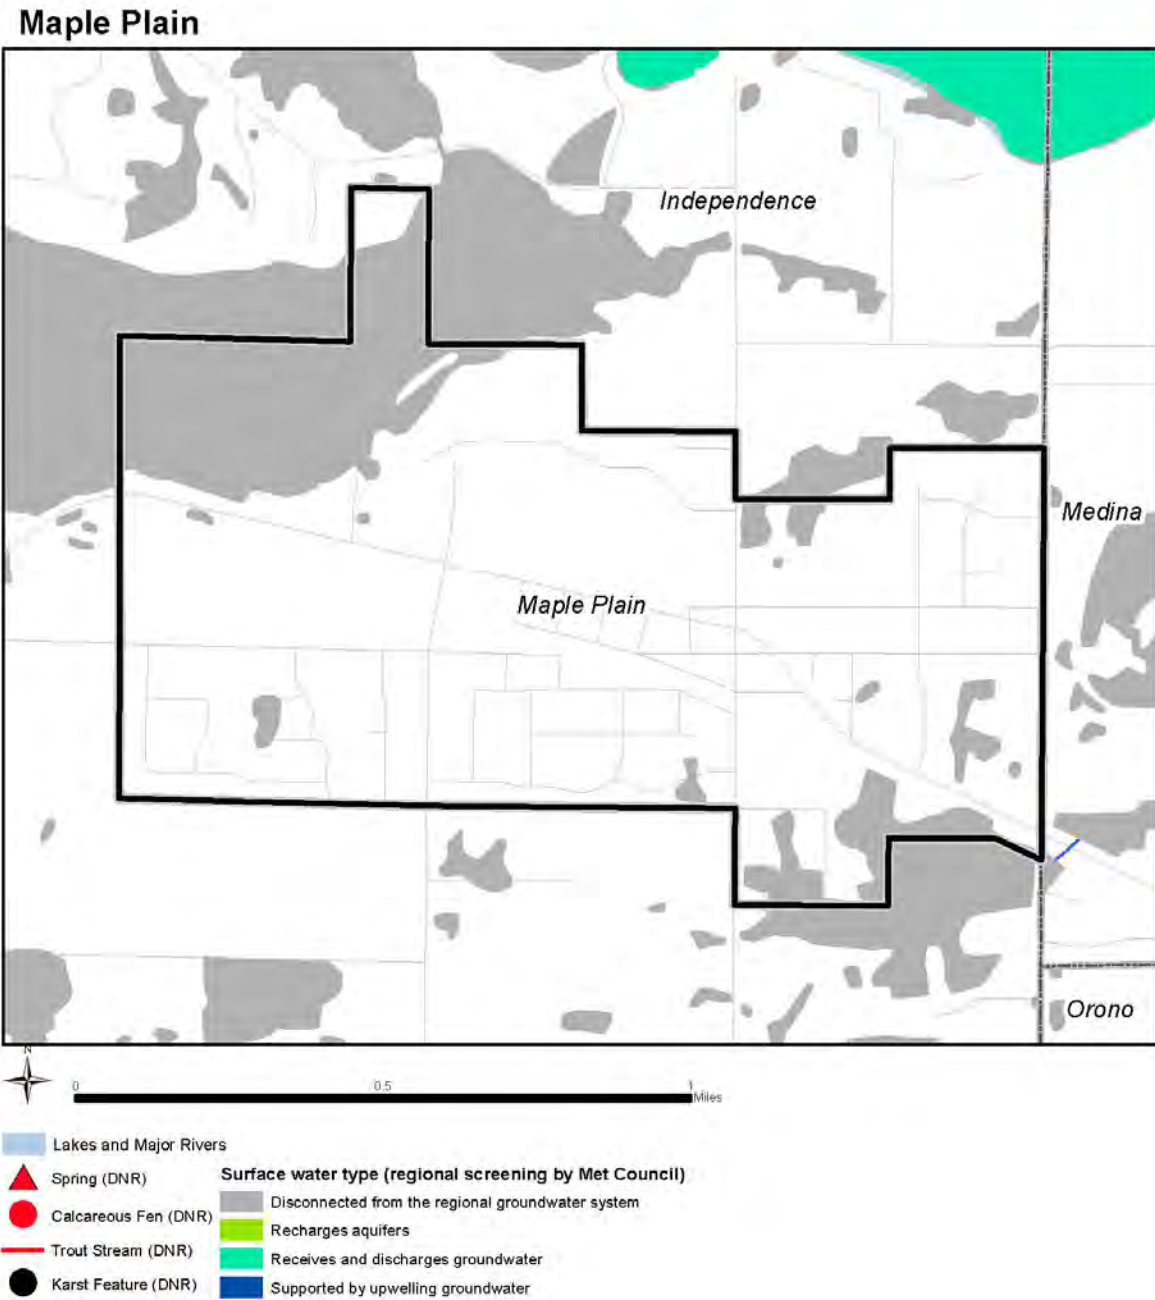 Maple Plain
Independence
Medina
Maple Plain
Orono
N
0 0.5 1
Miles
Lakes and Major Rivers
Spring (DNR)
Calcareous Fen (DNR)
Trout Stream (DNR)
Karst Feature (DNR)
Surface water type (regional screening by Met Council)
Disconnected from the regional groundwater system
Recharges aquifers
Receives and discharges groundwater
Supported by upwelling groundwater